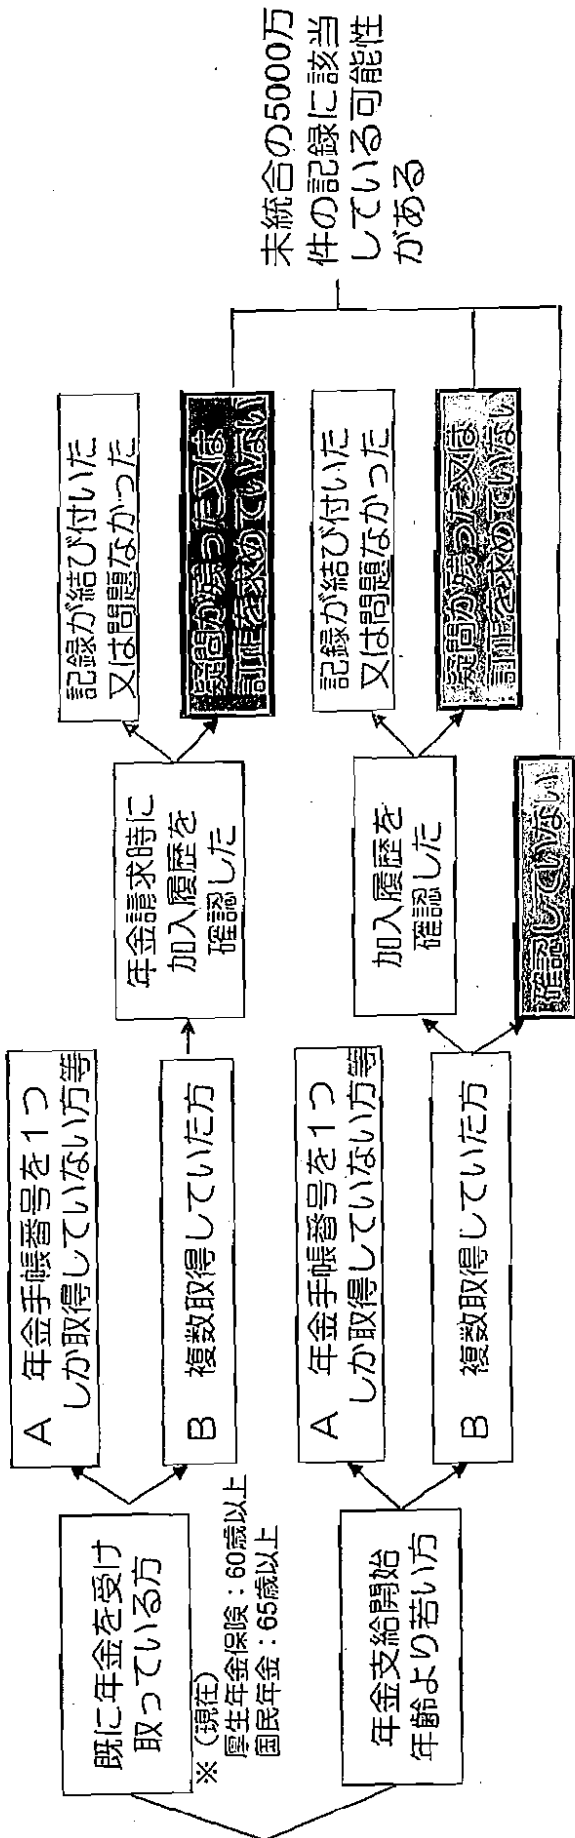 既に年金を受け
取っている方
※（現在）
厚生年金保険：60歳以上
国民年金：65歳以上
A 年金手帳番号を1つ
しか取得していない方等
B 複数取得していた方
年金請求時に
加入履歴を
確認した
記録が結び付いた
又は問題なかった
疑問が残った又は
訂正を求めていない
年金支給開始
年齢より若い方
A 年金手帳番号を1つ
しか取得していない方等
B 複数取得していた方
加入履歴を
確認した
記録が結び付いた
又は問題なかった
疑問が残った又は
訂正を求めていない
確認していない
未統合の5000万
件の記録に該当
している可能性
がある